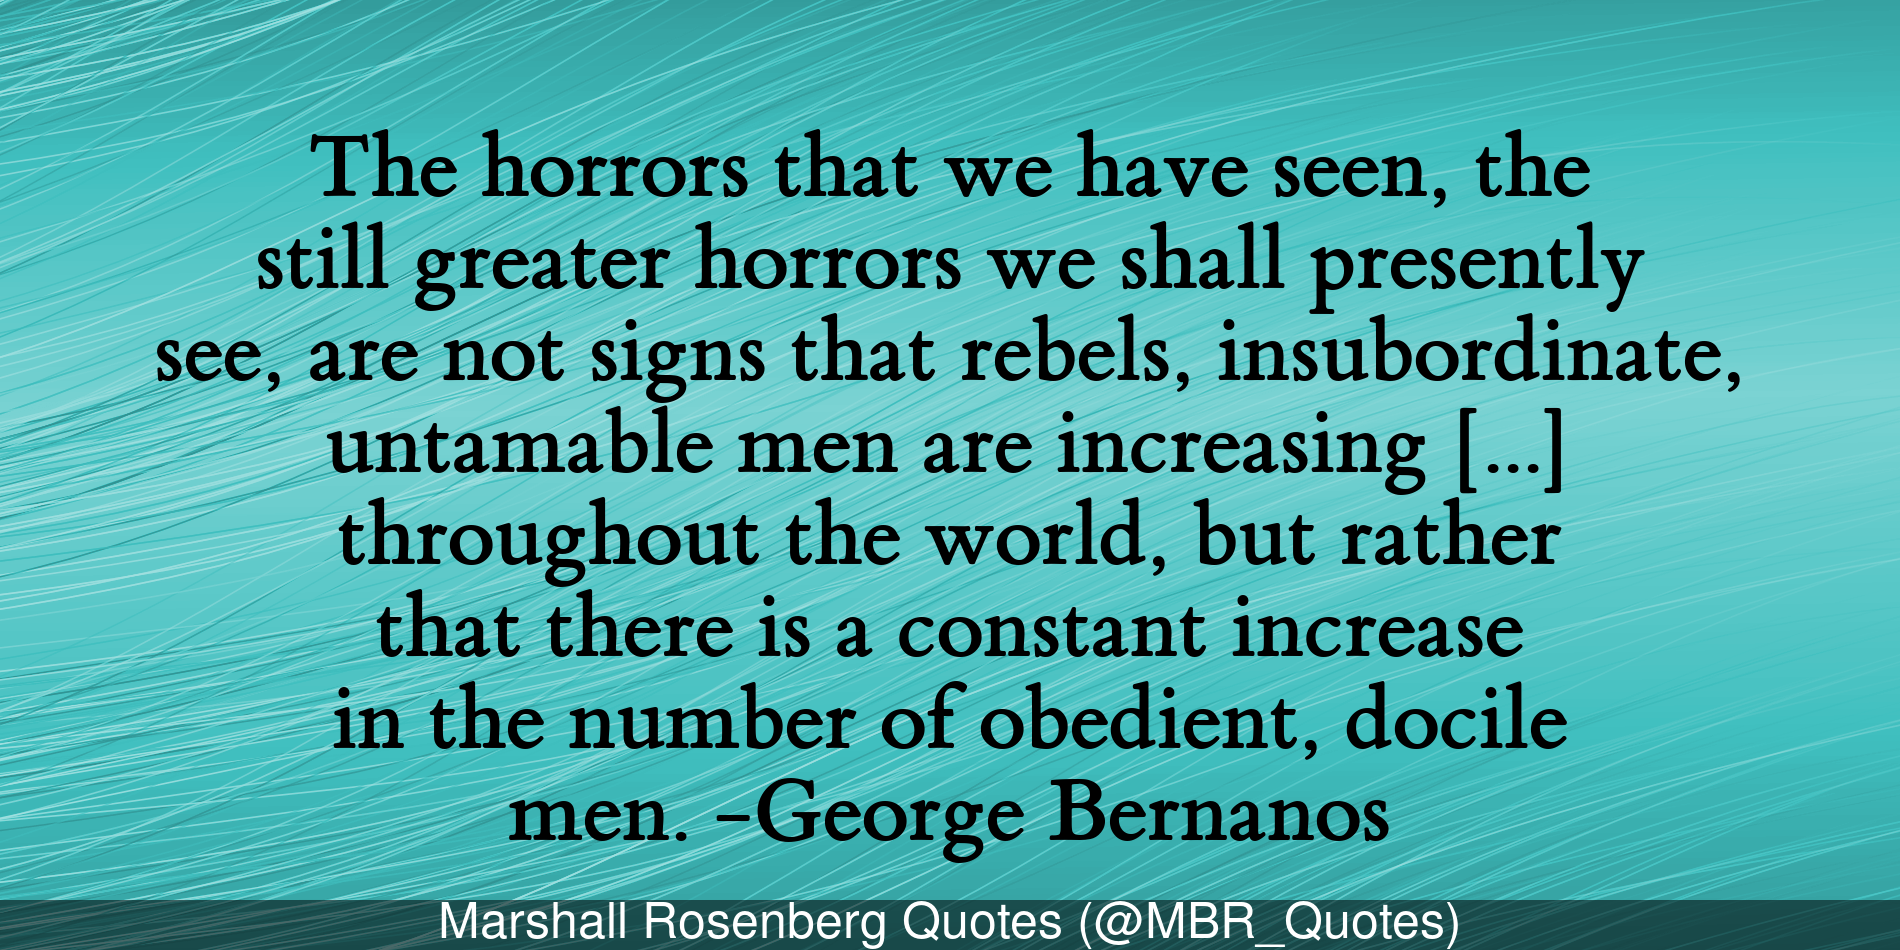 The horrors that we have seen, the
still greater horrors we shall presently
see, are not signs that rebels, insubordinate,
untamable men are increasing [...]
throughout the world, but rather
that there is a constant increase
in the number of obedient, docile
men. -George Bernanos
Marshall Rosenberg Quotes (@MBR_Quotes)